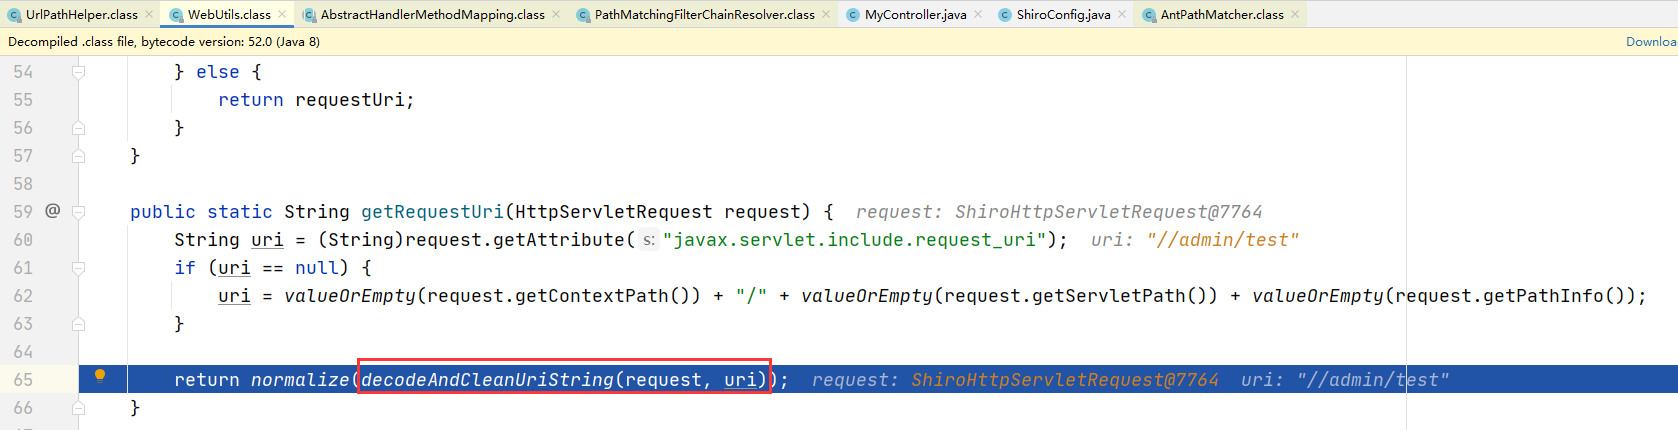 UrlPathHelper.class WebUtils.class AbstractHandlerMethodMapping.class PathMatchingFilterChainResolver.class MyController.java ShiroConfig.java AntPathMatcher.class
Decompiled .class file, bytecode version: 52.0 (Java 8) Downloa
54 } else {
55 return requestUri;
56 }
57 }
58
59 @ public static String getRequestUri(HttpServletRequest request) { request: ShiroHttpServletRequest@7764
60 String uri = (String)request.getAttribute( s: "javax.servlet.include.request_uri"); uri: "//admin/test"
61 if (uri == null) {
62 uri = valueOrEmpty(request.getContextPath()) + "/" + valueOrEmpty(request.getServletPath()) + valueOrEmpty(request.getPathInfo());
63 }
64
65 return normalize(decodeAndCleanUriString(request, uri)); request: ShiroHttpServletRequest@7764 uri: "//admin/test"
66 }